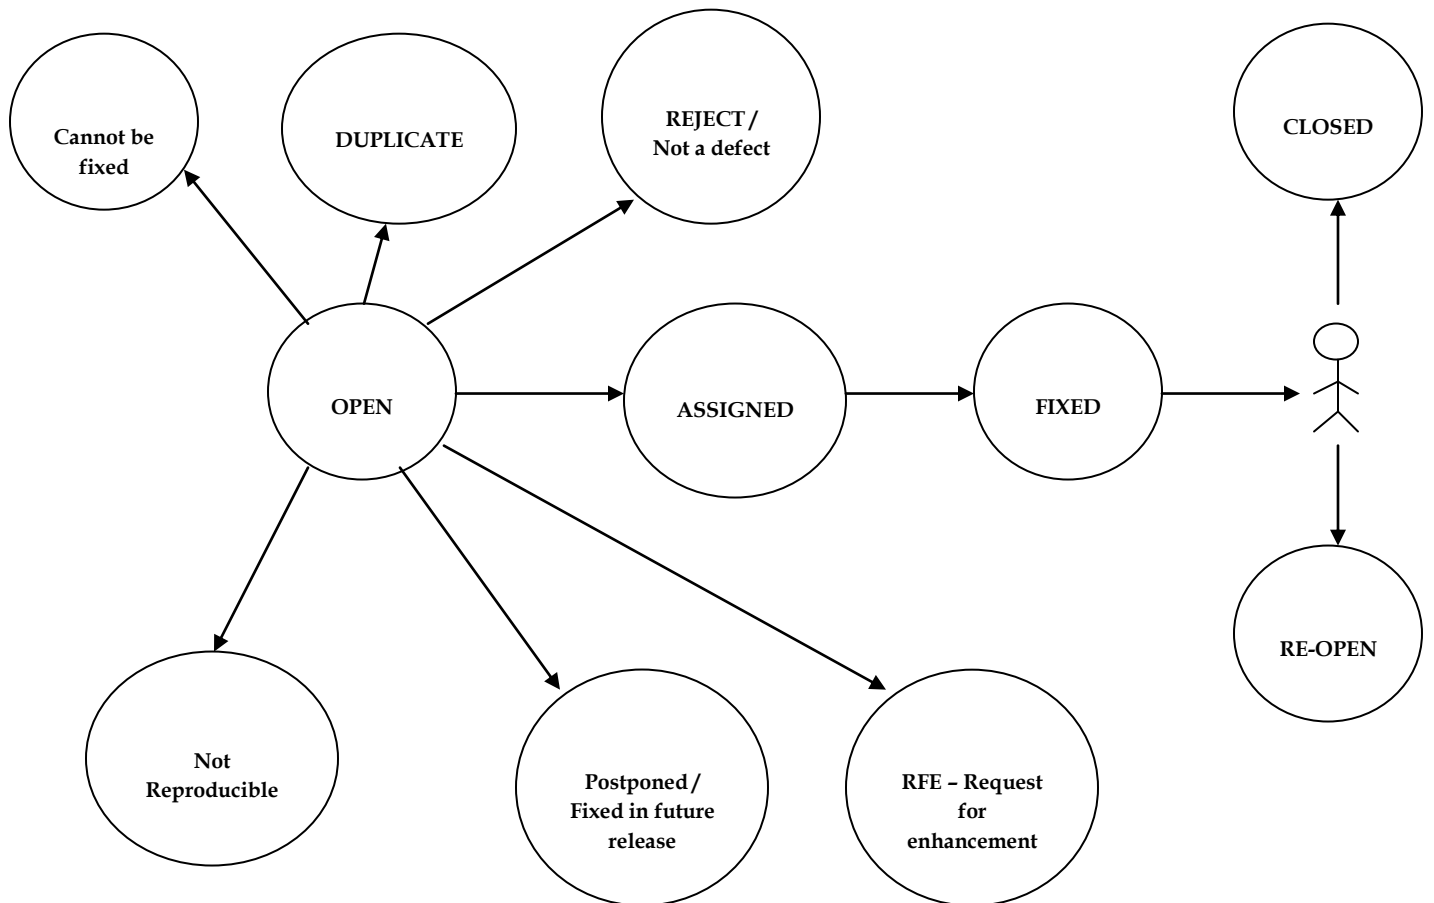 Cannot be
fixed
DUPLICATE
REJECT /
Not a defect
CLOSED
OPEN
ASSIGNED
FIXED
RE-OPEN
Not
Reproducible
Postponed /
Fixed in future
release
RFE – Request
for
enhancement